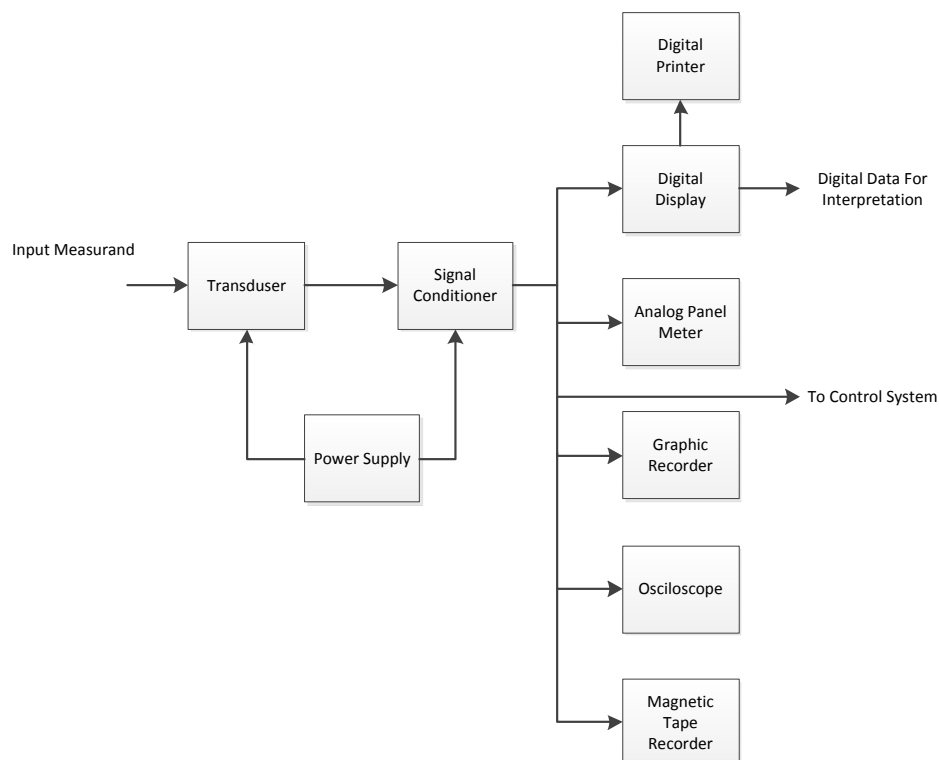 Digital
Printer
Digital
Display
Digital Data For
Interpretation
Input Measurand
Transduser
Signal
Conditioner
Analog Panel
Meter
To Control System
Power Supply
Graphic
Recorder
Osciloscope
Magnetic
Tape
Recorder